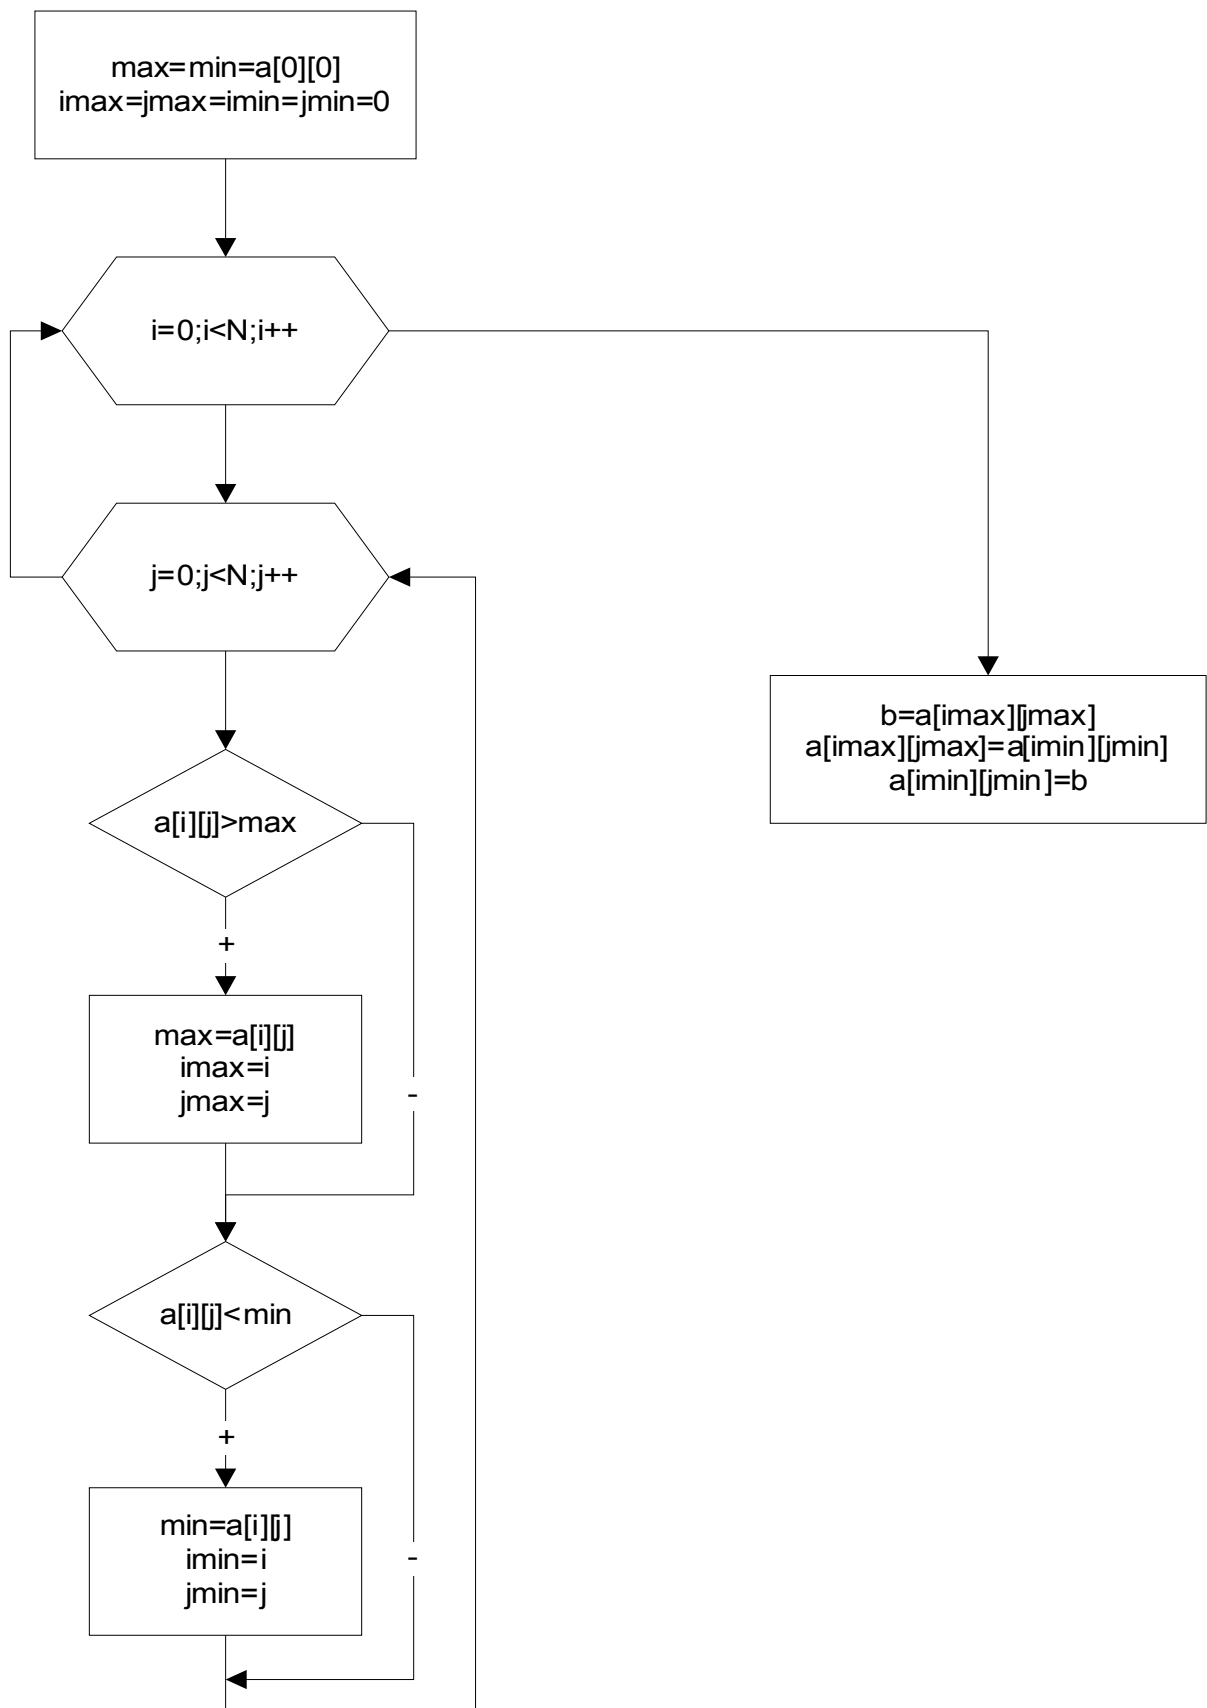 max=min=a[0][0]
imax=jmax=imin=jmin=0
i=0;i<N;i++
j=0;j<N;j++
a[i][j]>max
+
max=a[i][j]
imax=i
jmax=j
-
a[i][j]<min
+
min=a[i][j]
imin=i
jmin=j
-
b=a[imax][jmax]
a[imax][jmax]=a[imin][jmin]
a[imin][jmin]=b